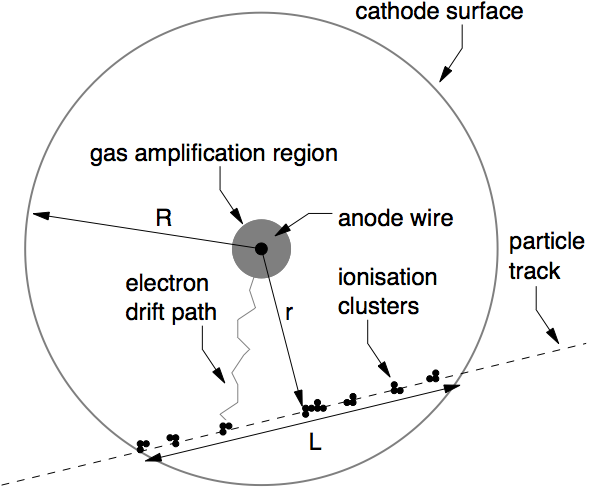 cathode surface
gas amplification region
R
anode wire
particle
track
electron
drift path
r
ionisation
clusters
L